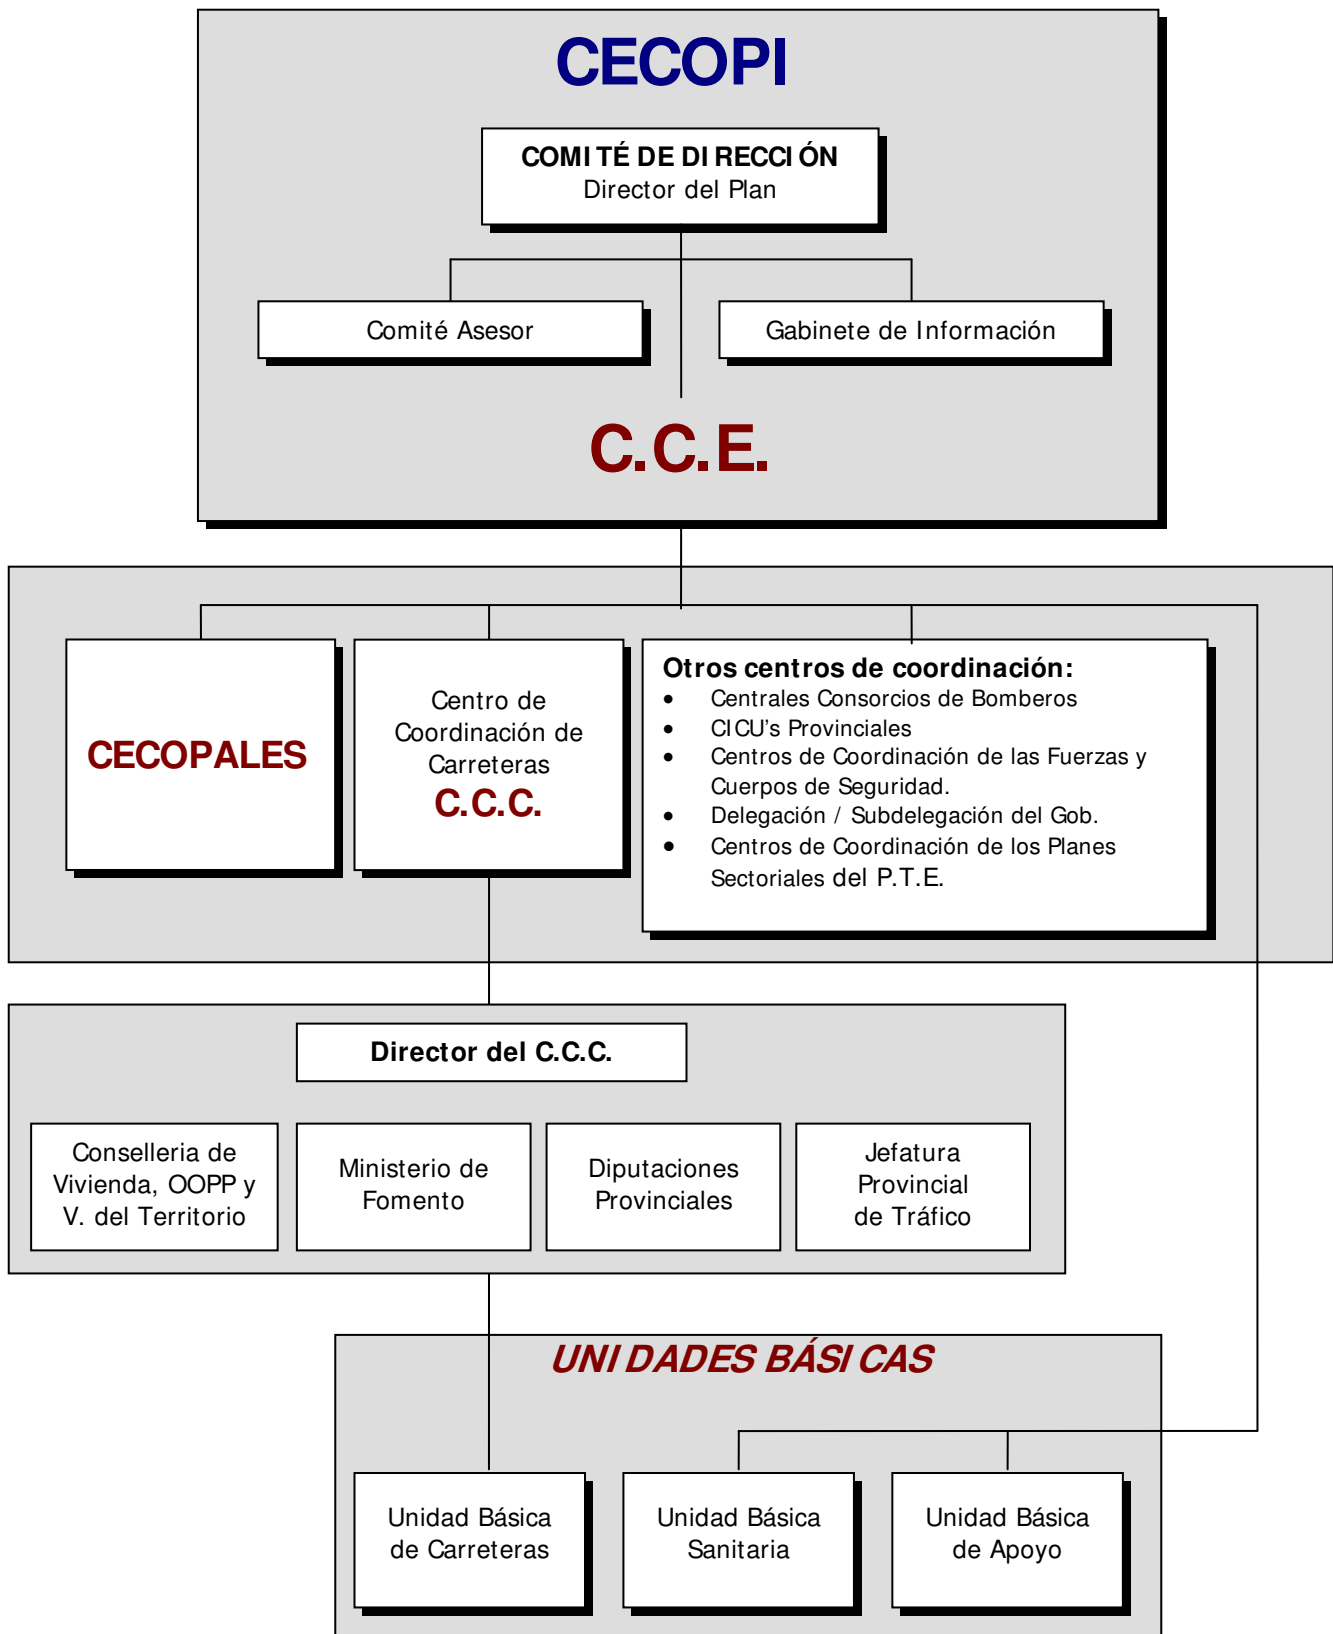 CECOPI
COMITÉ DE DIRECCIÓN
Director del Plan
Comité Asesor
Gabinete de Información
C.C.E.
CECOPALES
Centro de
Coordinación de
Carreteras
C.C.C.
Otros centros de coordinación:
• Centrales Consorcios de Bomberos
• CICU's Provinciales
• Centros de Coordinación de las Fuerzas y
Cuerpos de Seguridad.
• Delegación / Subdelegación del Gob.
• Centros de Coordinación de los Planes
Sectoriales del P.T.E.
Director del C.C.C.
Conselleria de
Vivienda, OOPP y
V. del Territorio
Ministerio de
Fomento
Diputaciones
Provinciales
Jefatura
Provincial
de Tráfico
UNIDADES BÁSICAS
Unidad Básica
de Carreteras
Unidad Básica
Sanitaria
Unidad Básica
de Apoyo